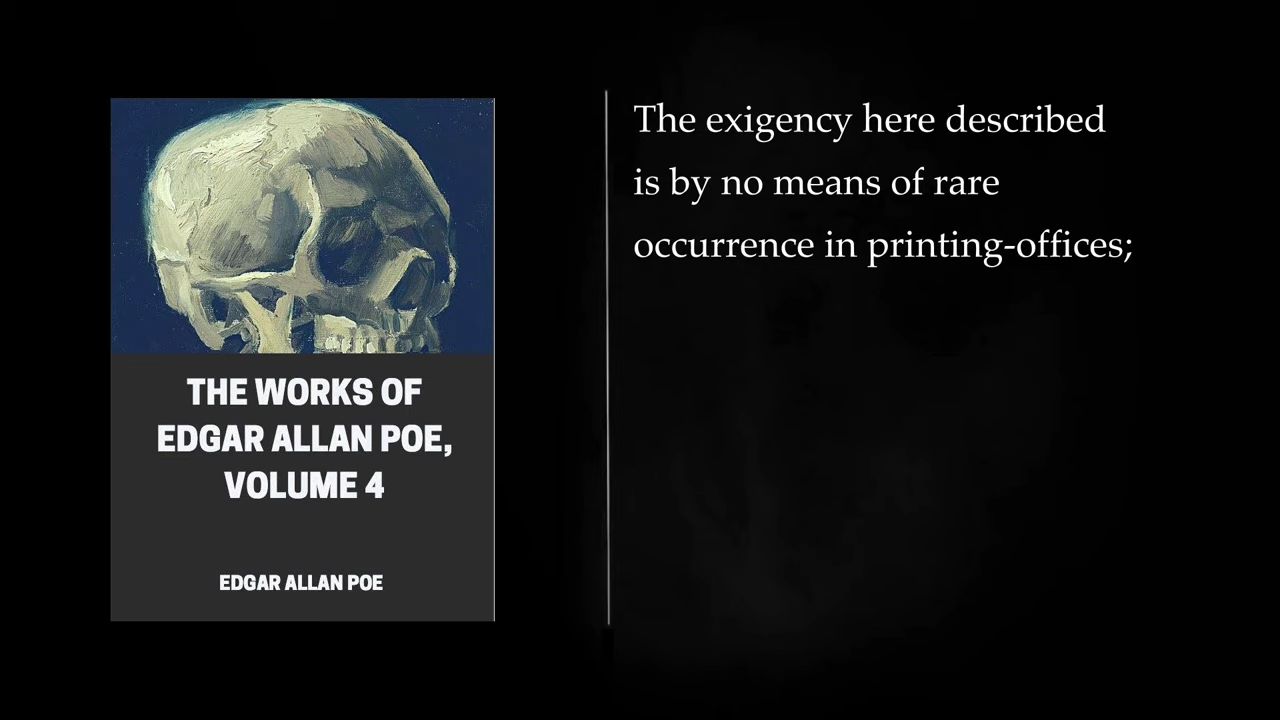 THE WORKS OF
EDGAR ALLAN POE,
VOLUME 4
EDGAR ALLAN POE
The exigency here described
is by no means of rare
occurrence in printing-offices;